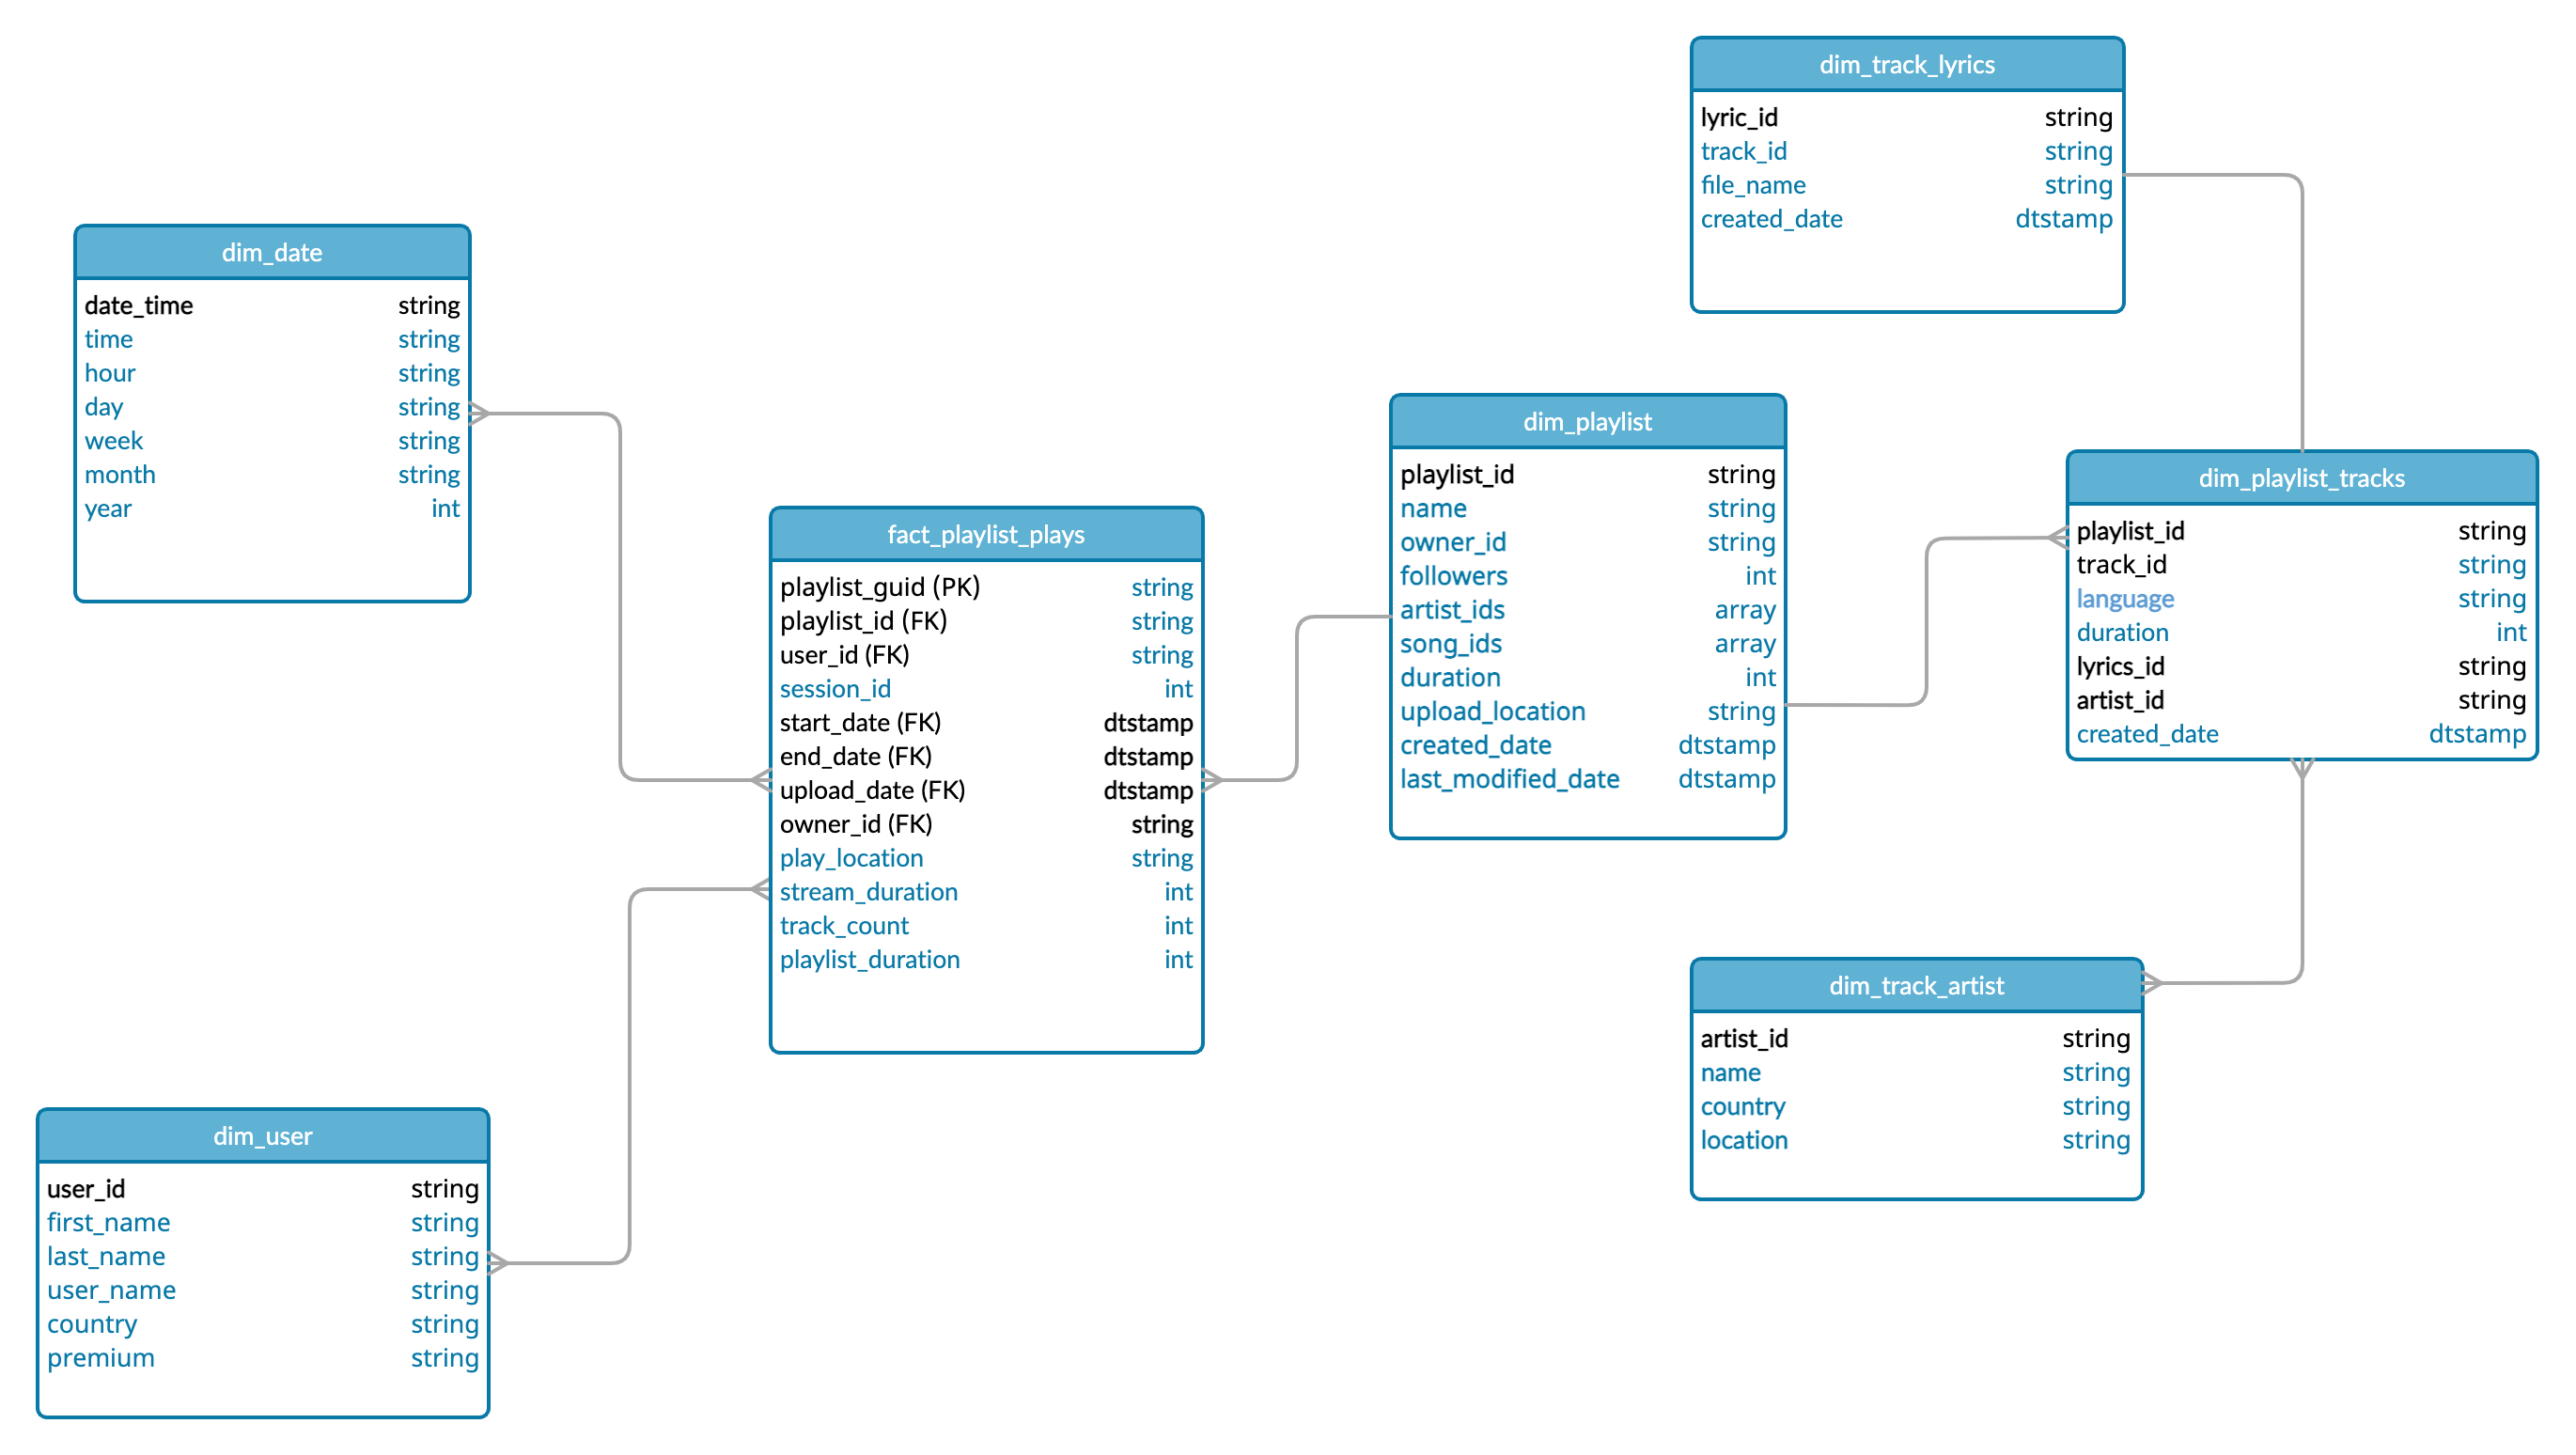 dim_track_lyrics
lyric_id string
track_id string
file_name string
created_date dtstamp
dim_date
date_time string
time string
hour string
day string
week string
month string
year int
fact_playlist_plays
playlist_guid (PK) string
playlist_id (FK) string
user_id (FK) string
session_id int
start_date (FK) dtstamp
end_date (FK) dtstamp
upload_date (FK) dtstamp
owner_id (FK) string
play_location string
stream_duration int
track_count int
playlist_duration int
dim_playlist
playlist_id string
name string
owner_id string
followers int
artist_ids array
song_ids array
duration int
upload_location string
created_date dtstamp
last_modified_date dtstamp
dim_playlist_tracks
playlist_id string
track_id string
language string
duration int
lyrics_id string
artist_id string
created_date dtstamp
dim_track_artist
artist_id string
name string
country string
location string
dim_user
user_id string
first_name string
last_name string
user_name string
country string
premium string